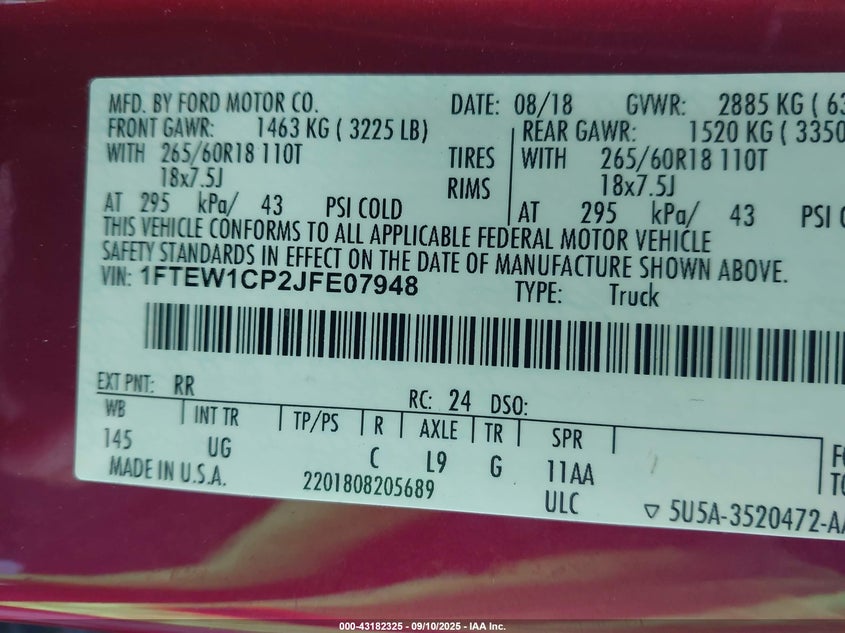 MFD. BY FORD MOTOR CO. DATE: 08/18 GVWR: 2885 KG ( 63
FRONT GAWR: 1463 KG ( 3225 LB) REAR GAWR: 1520 KG ( 3350
WITH 265/60R18 110T TIRES WITH 265/60R18 110T
18x7.5J RIMS 18x7.5J
AT 295 kPa/ 43 PSI COLD AT 295 kPa/ 43 PSI
THIS VEHICLE CONFORMS TO ALL APPLICABLE FEDERAL MOTOR VEHICLE
SAFETY STANDARDS IN EFFECT ON THE DATE OF MANUFACTURE SHOWN ABOVE.
VIN: 1FTEW1CP2JFE07948 TYPE: Truck
EXT PNT: RR RC: 24 DSO:
WB INT TR TP/PS R AXLE TR SPR
145 UG C L9 G 11AA
MADE IN U.S.A. 2201808205689 ULC
▽ 5U5A-3520472-AA
000-43182325 - 09/10/2025 - IAA Inc.